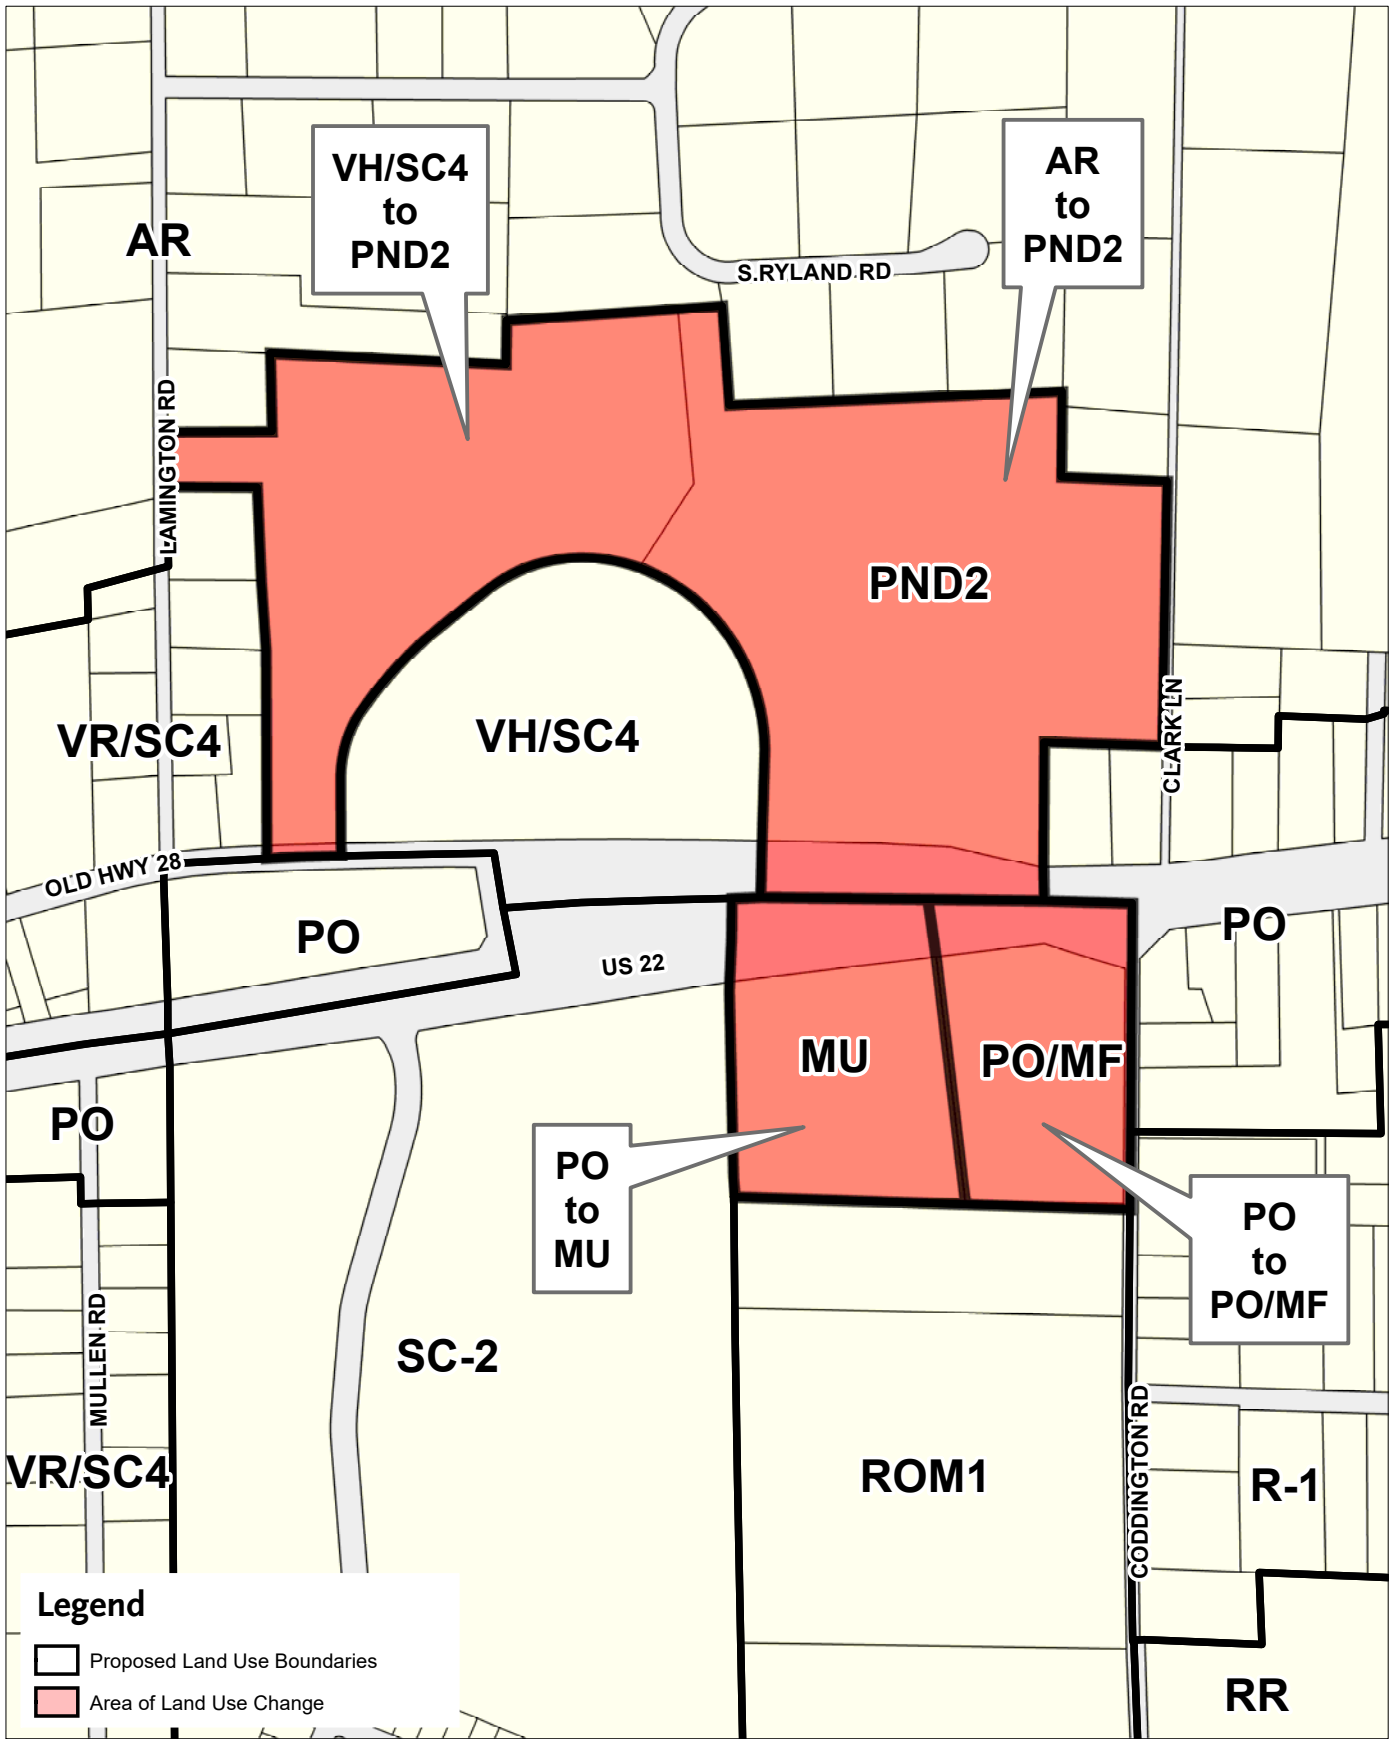 VH/SC4
to
PND2
AR
to
PND2
AR
S.RYLAND RD
LAMINGTON RD
PND2
VR/SC4
VH/SC4
CLARK LN
OLD HWY 28
PO
US 22
PO
MU
PO/MF
PO
PO
to
MU
PO
to
PO/MF
MULLEN RD
SC-2
VR/SC4
ROM1
CODDINGTON RD
R-1
RR
Legend
Proposed Land Use Boundaries
Area of Land Use Change